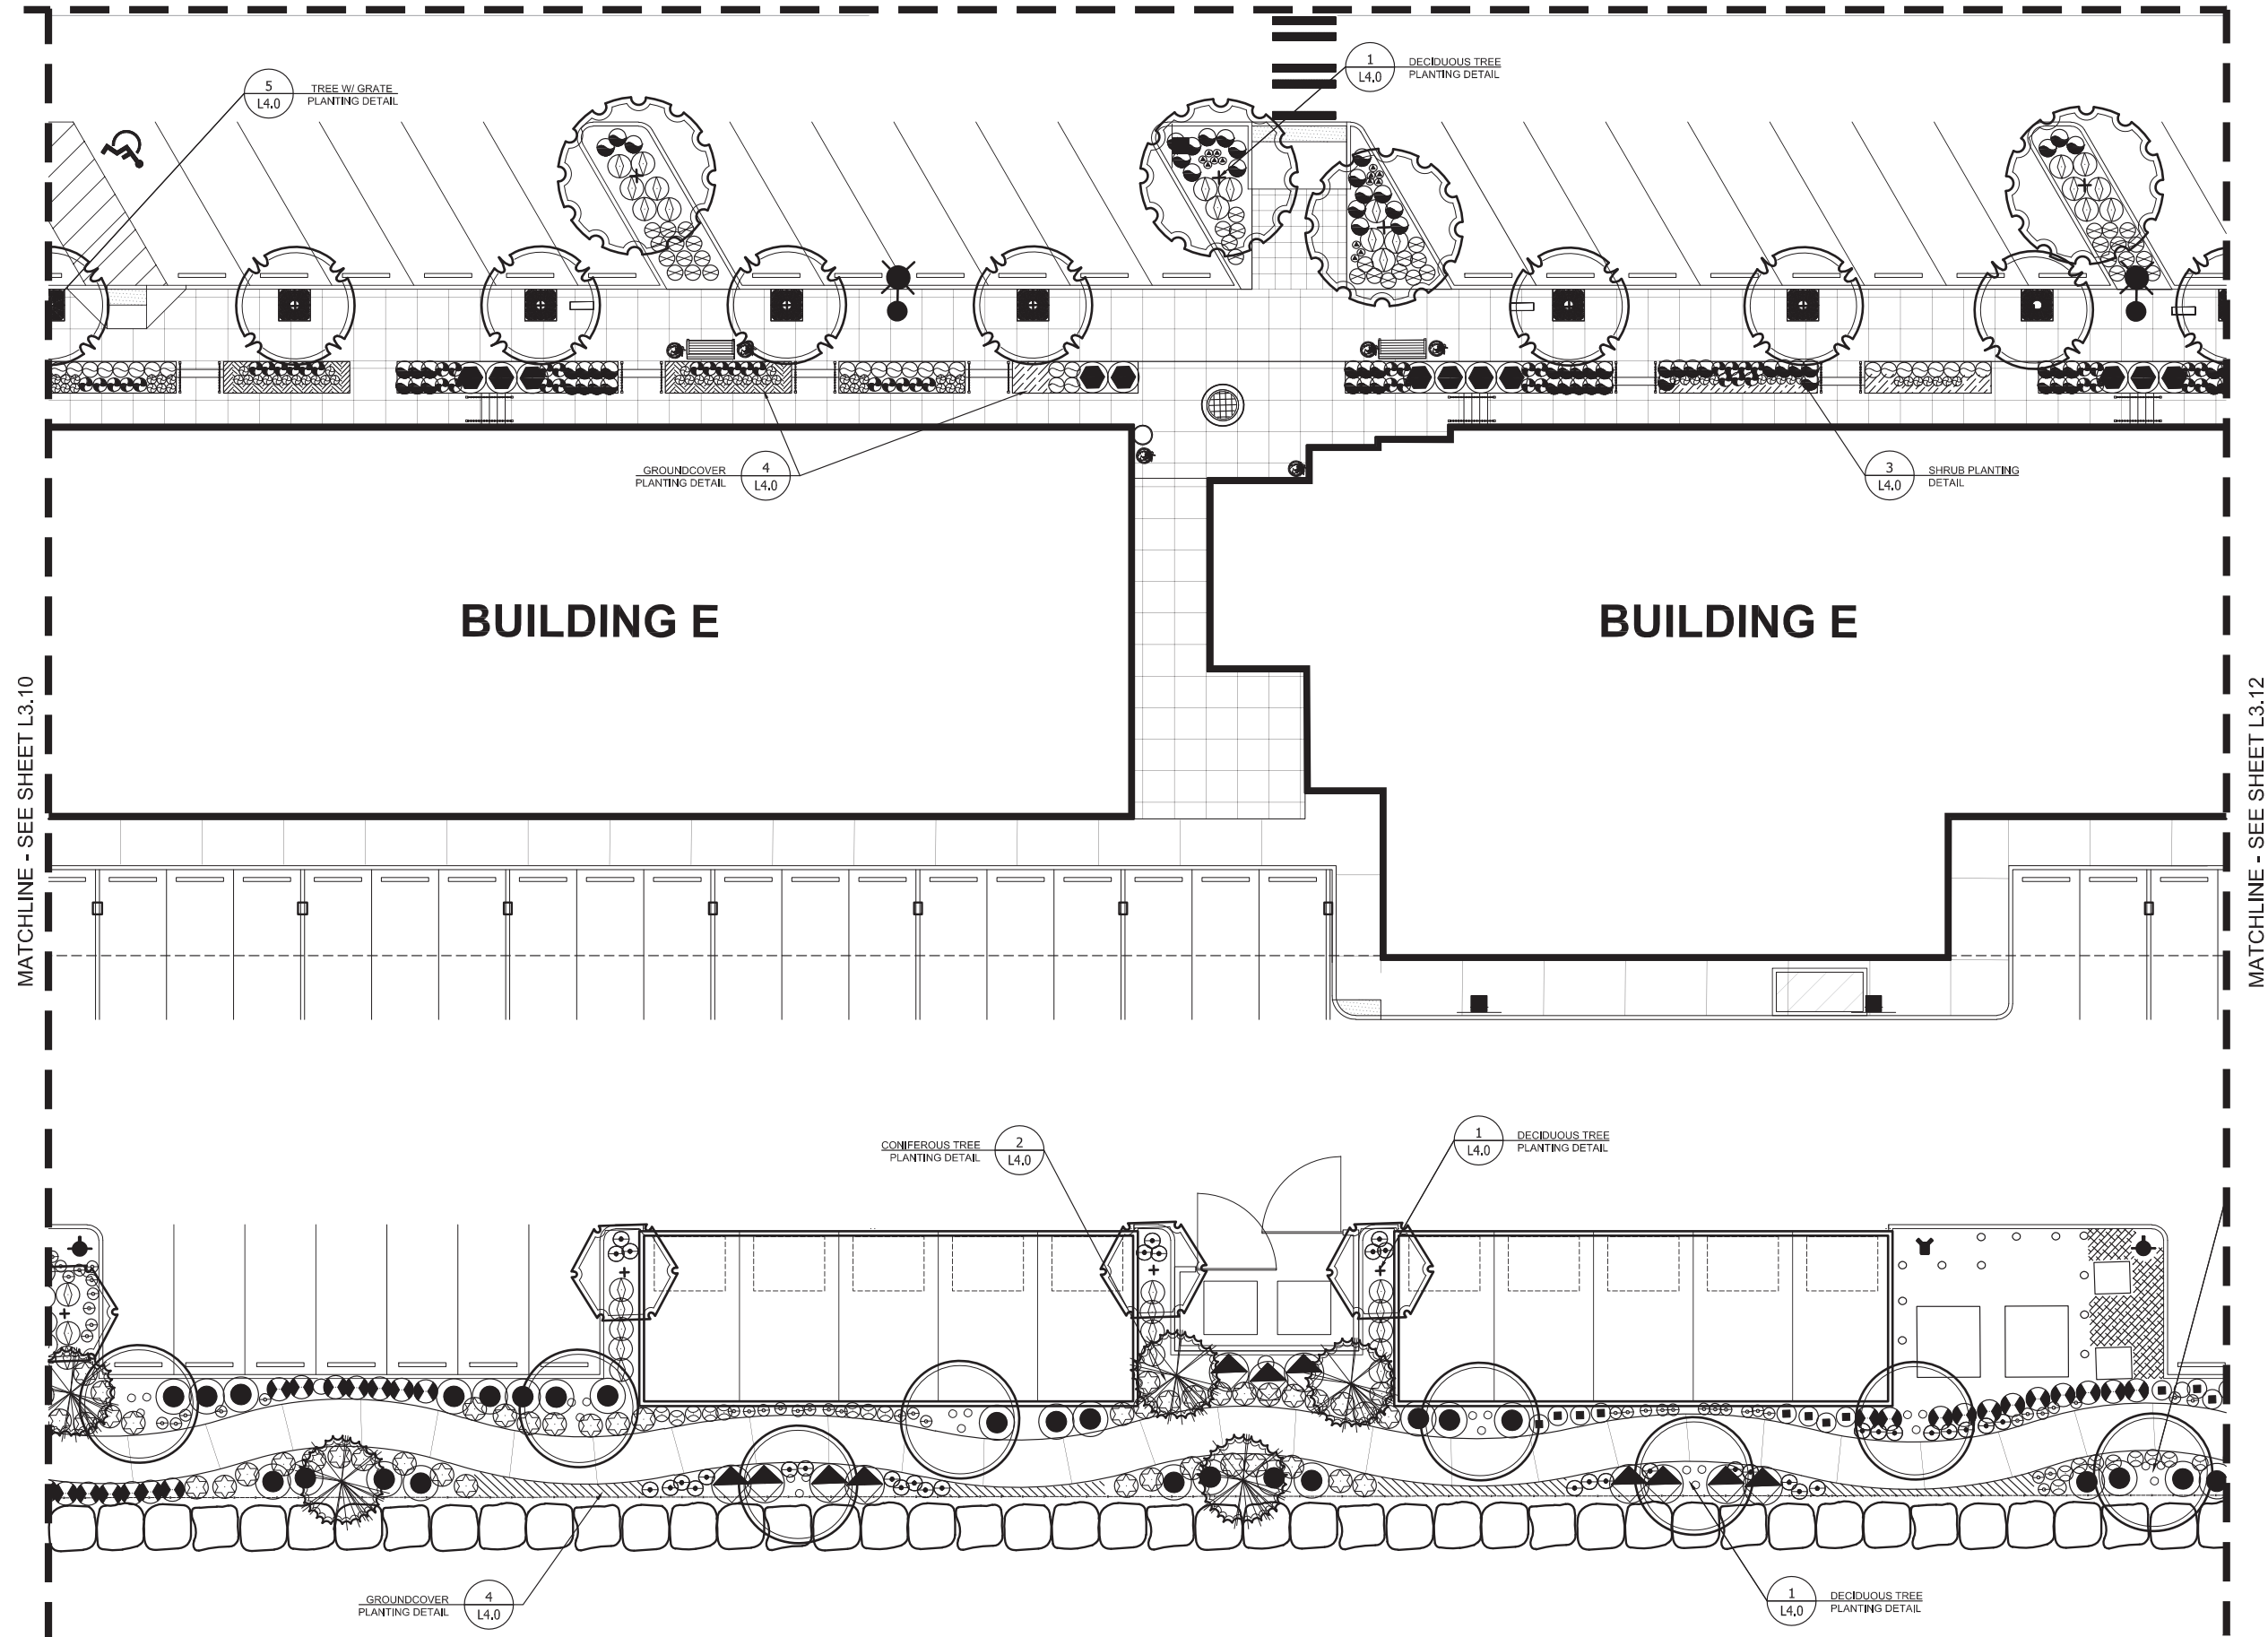 1
L4.0
DECIDUOUS TREE
PLANTING DETAIL
5
L4.0
TREE W/ GRATE
PLANTING DETAIL
GROUNDCOVER
PLANTING DETAIL
4
L4.0
3
L4.0
SHRUB PLANTING
DETAIL
BUILDING E
BUILDING E
MATCHLINE - SEE SHEET L3.10
MATCHLINE - SEE SHEET L3.12
CONIFEROUS TREE
PLANTING DETAIL
2
L4.0
1
L4.0
DECIDUOUS TREE
PLANTING DETAIL
GROUNDCOVER
PLANTING DETAIL
4
L4.0
1
L4.0
DECIDUOUS TREE
PLANTING DETAIL